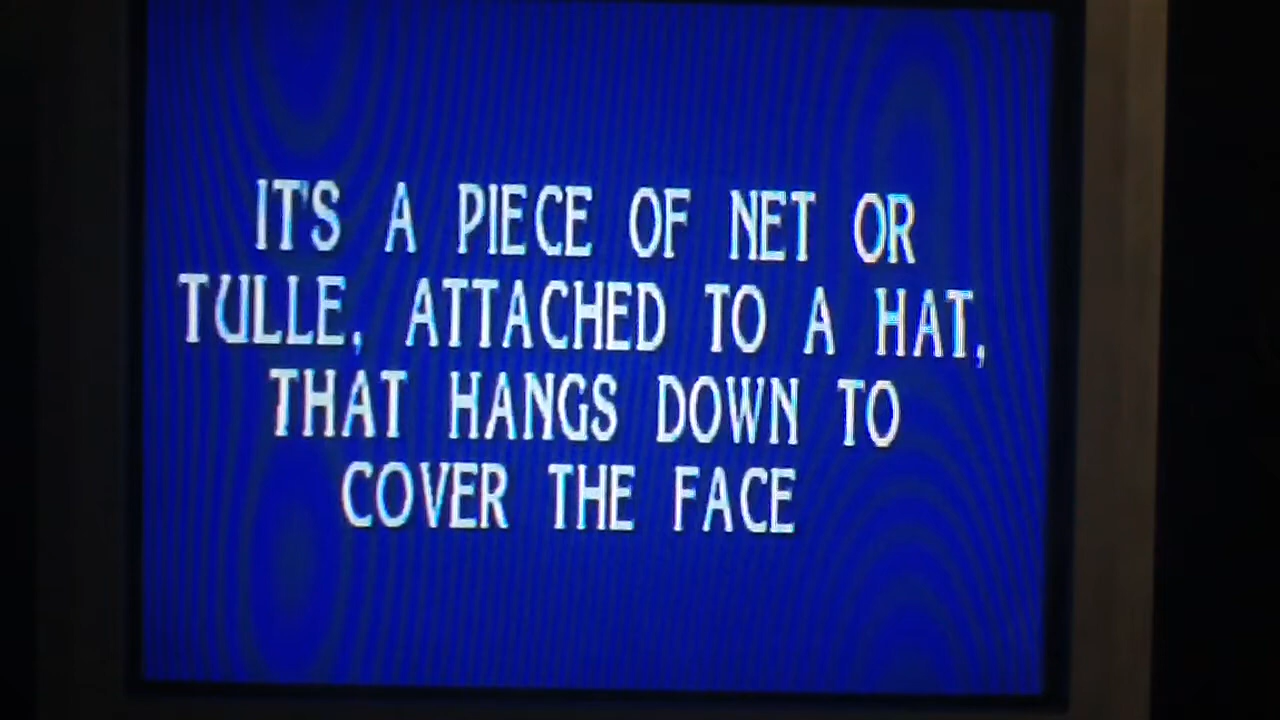 IT'S A PIECE OF NET OR
TULLE, ATTACHED TO A HAT,
THAT HANGS DOWN TO
COVER THE FACE